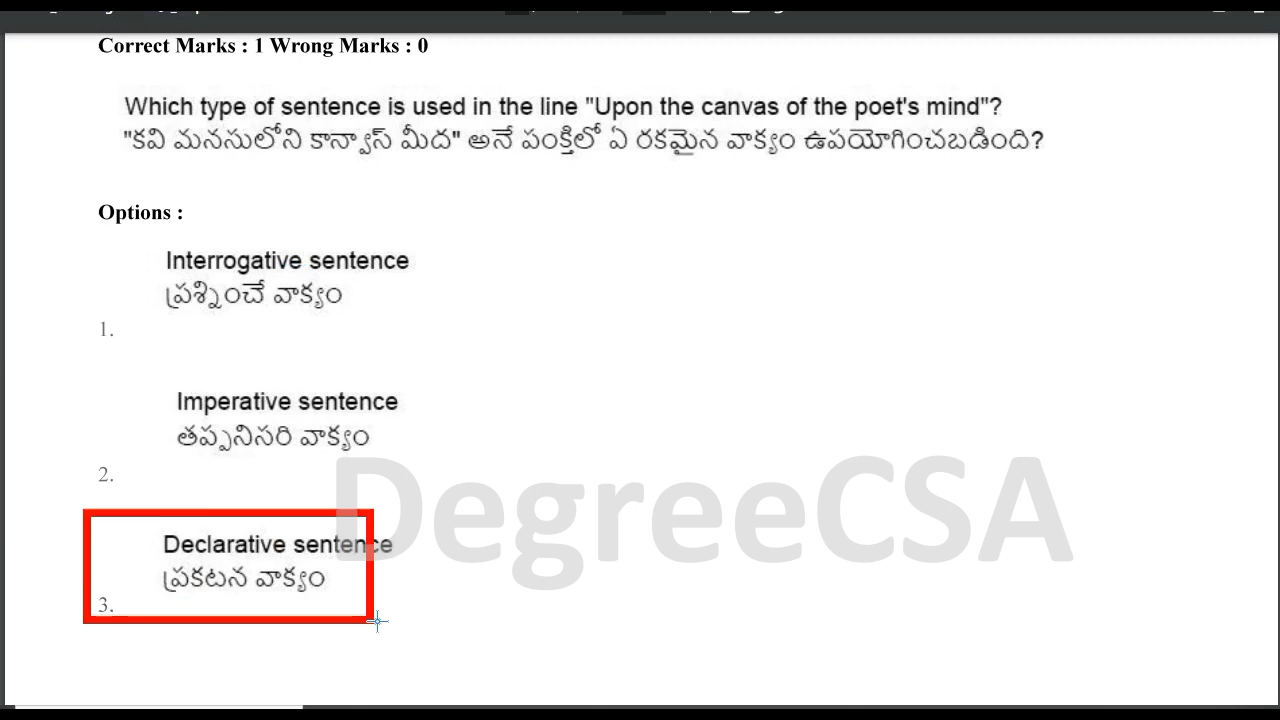 Correct Marks : 1 Wrong Marks : 0
Which type of sentence is used in the line "Upon the canvas of the poet's mind"?
"కవి మనసులోని కాన్వాస్ మీద" అనే పంక్తిలో ఏ రకమైన వాక్యం ఉపయోగించబడింది?
Options :
Interrogative sentence
ప్రశ్నించే వాక్యం
1.
Imperative sentence
తప్పనిసరి వాక్యం
2.
DegreeCSA
Declarative sentence
ప్రకటన వాక్యం
3.